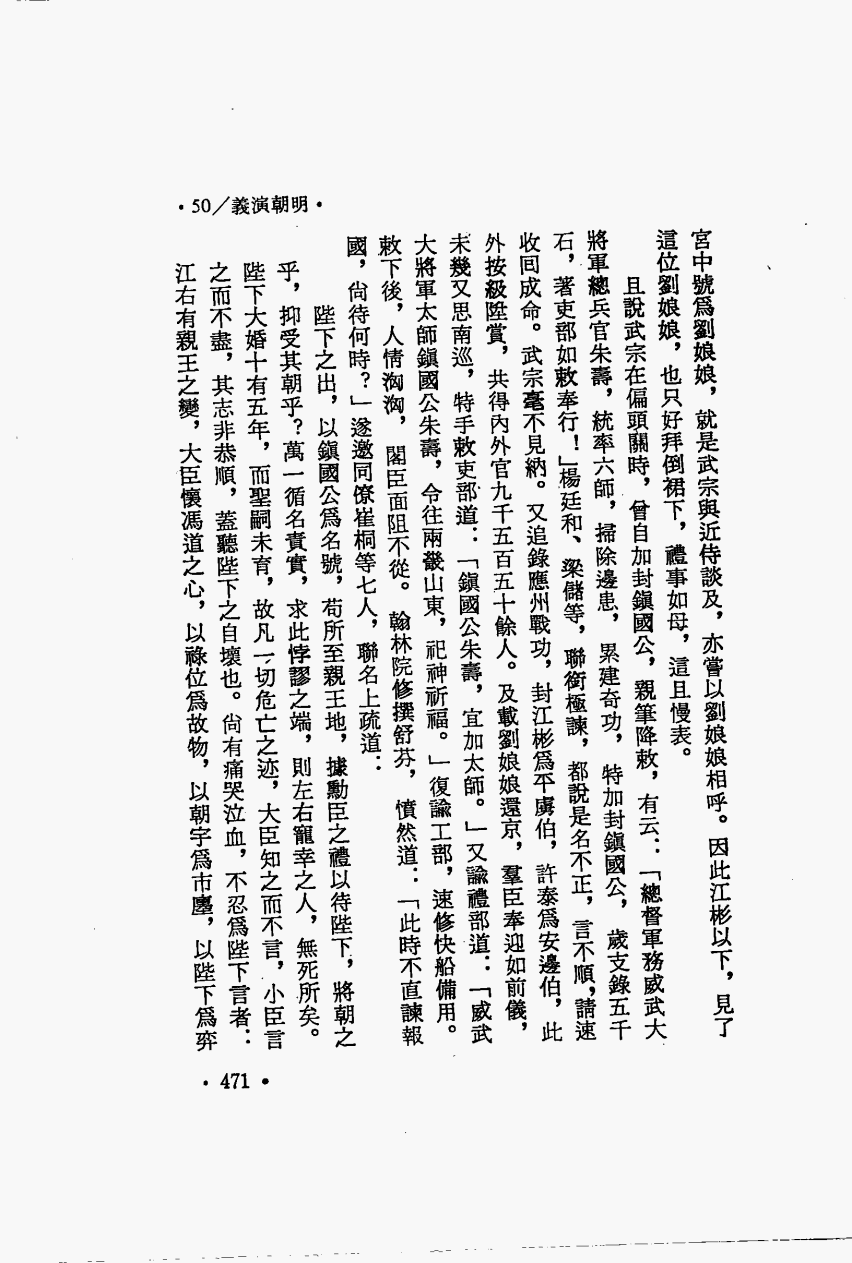 •50／義演朝明•
宮中號爲劉娘娘，就是武宗與近侍談及，亦嘗以劉娘娘相呼。因此江彬以下，見了
這位劉娘娘，也只好拜倒裙下，禮事如母，這且慢表。
且說武宗在偏頭關時，曾自加封鎭國公，親筆降敕，有云：「總督軍務威武大
將軍總兵官朱壽，統率六師，掃除邊患，累建奇功，特加封鎭國公，歲支錄五千
石，著吏部如敕奉行！」楊廷和、梁儲等，聯銜極諫，都說是名不正，言不順，請速
收回成命。武宗毫不見納。又追錄應州戰功，封江彬爲平虜伯，許泰爲安邊伯，此
外按級陞賞，共得內外官九千五百五十餘人。及載劉娘娘還京，羣臣奉迎如前儀，
未幾又思南巡，特手敕吏部道：「鎭國公朱壽，宜加太師。」又諭禮部道：「威武
大將軍太師鎭國公朱壽，令往兩畿山東，祀神祈福。」復諭工部，速修快船備用。
敕下後，人情洶洶，閣臣面阻不從。翰林院修撰舒芬，憤然道：「此時不直諫報
國，尙待何時？」遂邀同僚崔桐等七人，聯名上疏道：
陛下之出，以鎭國公爲名號，苟所至親王地，據勳臣之禮以待陛下，將朝之
乎，抑受其朝乎？萬一循名責實，求此悖謬之端，則左右寵幸之人，無死所矣。
陛下大婚十有五年，而聖嗣未育，故凡一切危亡之迹，大臣知之而不言，小臣言
之而不盡，其志非恭順，蓋聽陛下之自壞也。尙有痛哭泣血，不忍爲陛下言者：
江右有親王之變，大臣懷馮道之心，以祿位爲故物，以朝宇爲市廛，以陛下爲弈
•471•